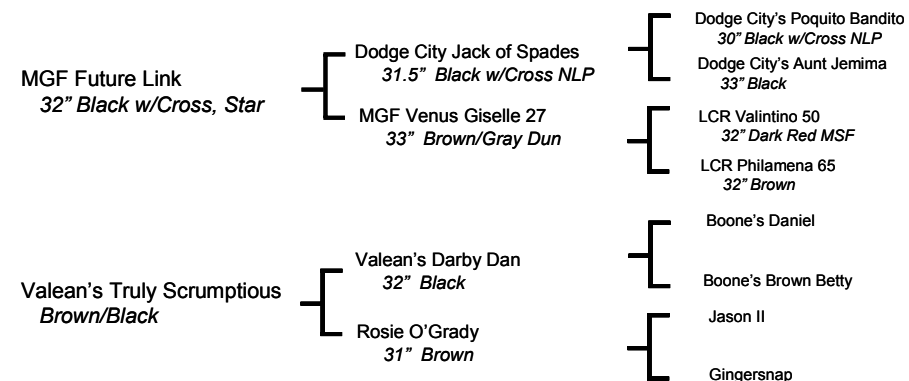 MGF Future Link
32” Black w/Cross, Star
Dodge City Jack of Spades
31.5” Black w/Cross NLP
MGF Venus Giselle 27
33” Brown/Gray Dun
Dodge City’s Poquito Bandito
30” Black w/Cross NLP
Dodge City’s Aunt Jemima
33” Black
LCR Valintino 50
32” Dark Red MSF
LCR Philamena 65
32” Brown
Valean’s Truly Scrumptious
Brown/Black
Valean’s Darby Dan
32” Black
Rosie O’Grady
31” Brown
Boone’s Daniel
Boone’s Brown Betty
Jason II
Gingersnap